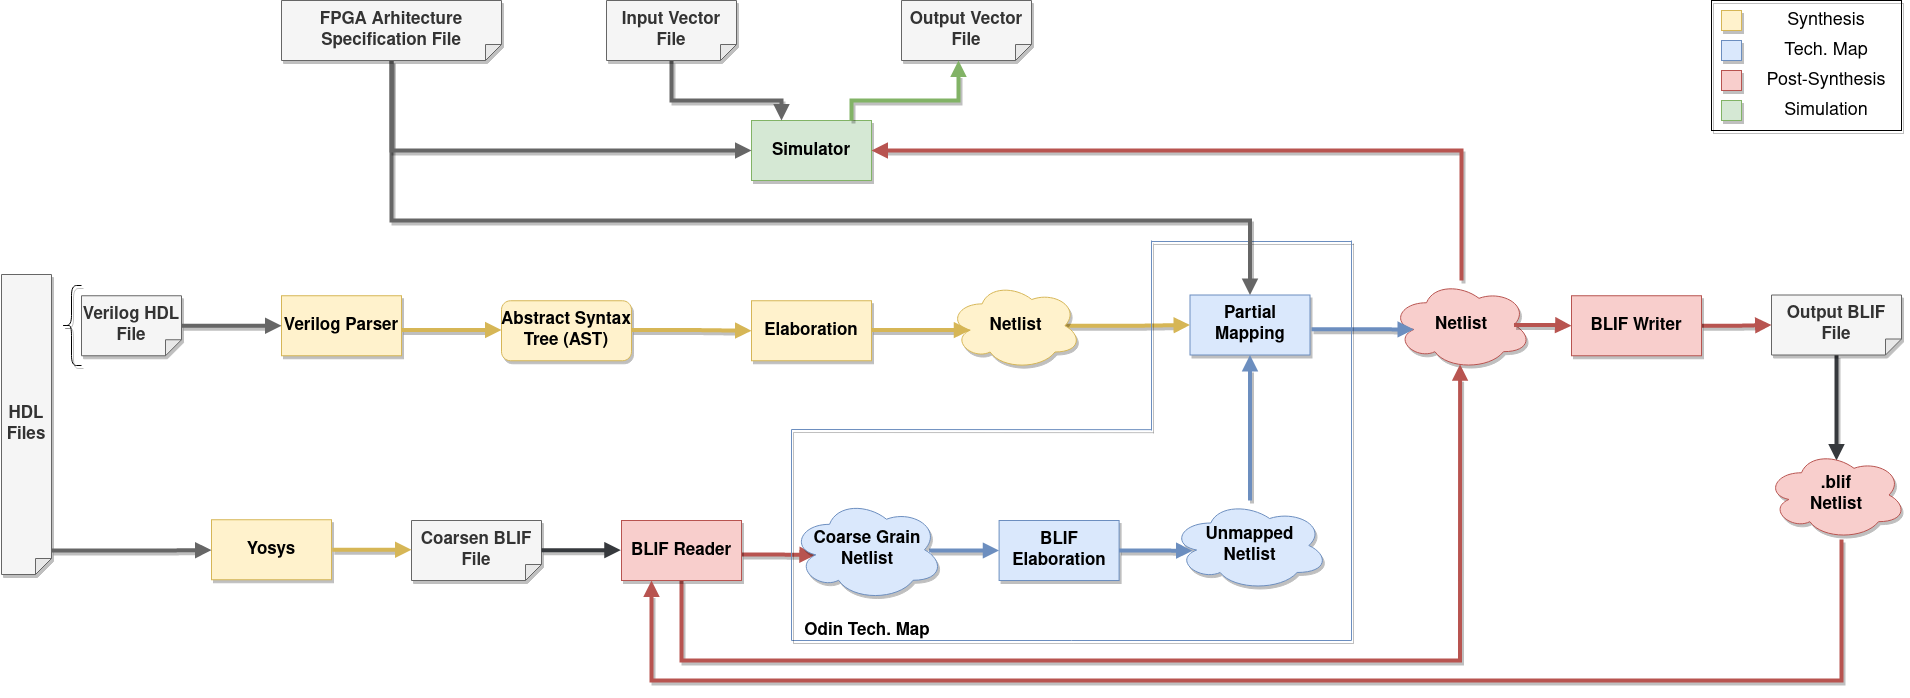 FPGA Arhitecture
Specification File
Input Vector
File
Output Vector
File
Synthesis
Tech. Map
Post-Synthesis
Simulation
Simulator
HDL
Files
Verilog HDL
File
Verilog Parser
Abstract Syntax
Tree (AST)
Elaboration
Netlist
Partial
Mapping
Netlist
BLIF Writer
Output BLIF
File
.blif
Netlist
Yosys
Coarsen BLIF
File
BLIF Reader
Coarse Grain
Netlist
BLIF
Elaboration
Unmapped
Netlist
Odin Tech. Map